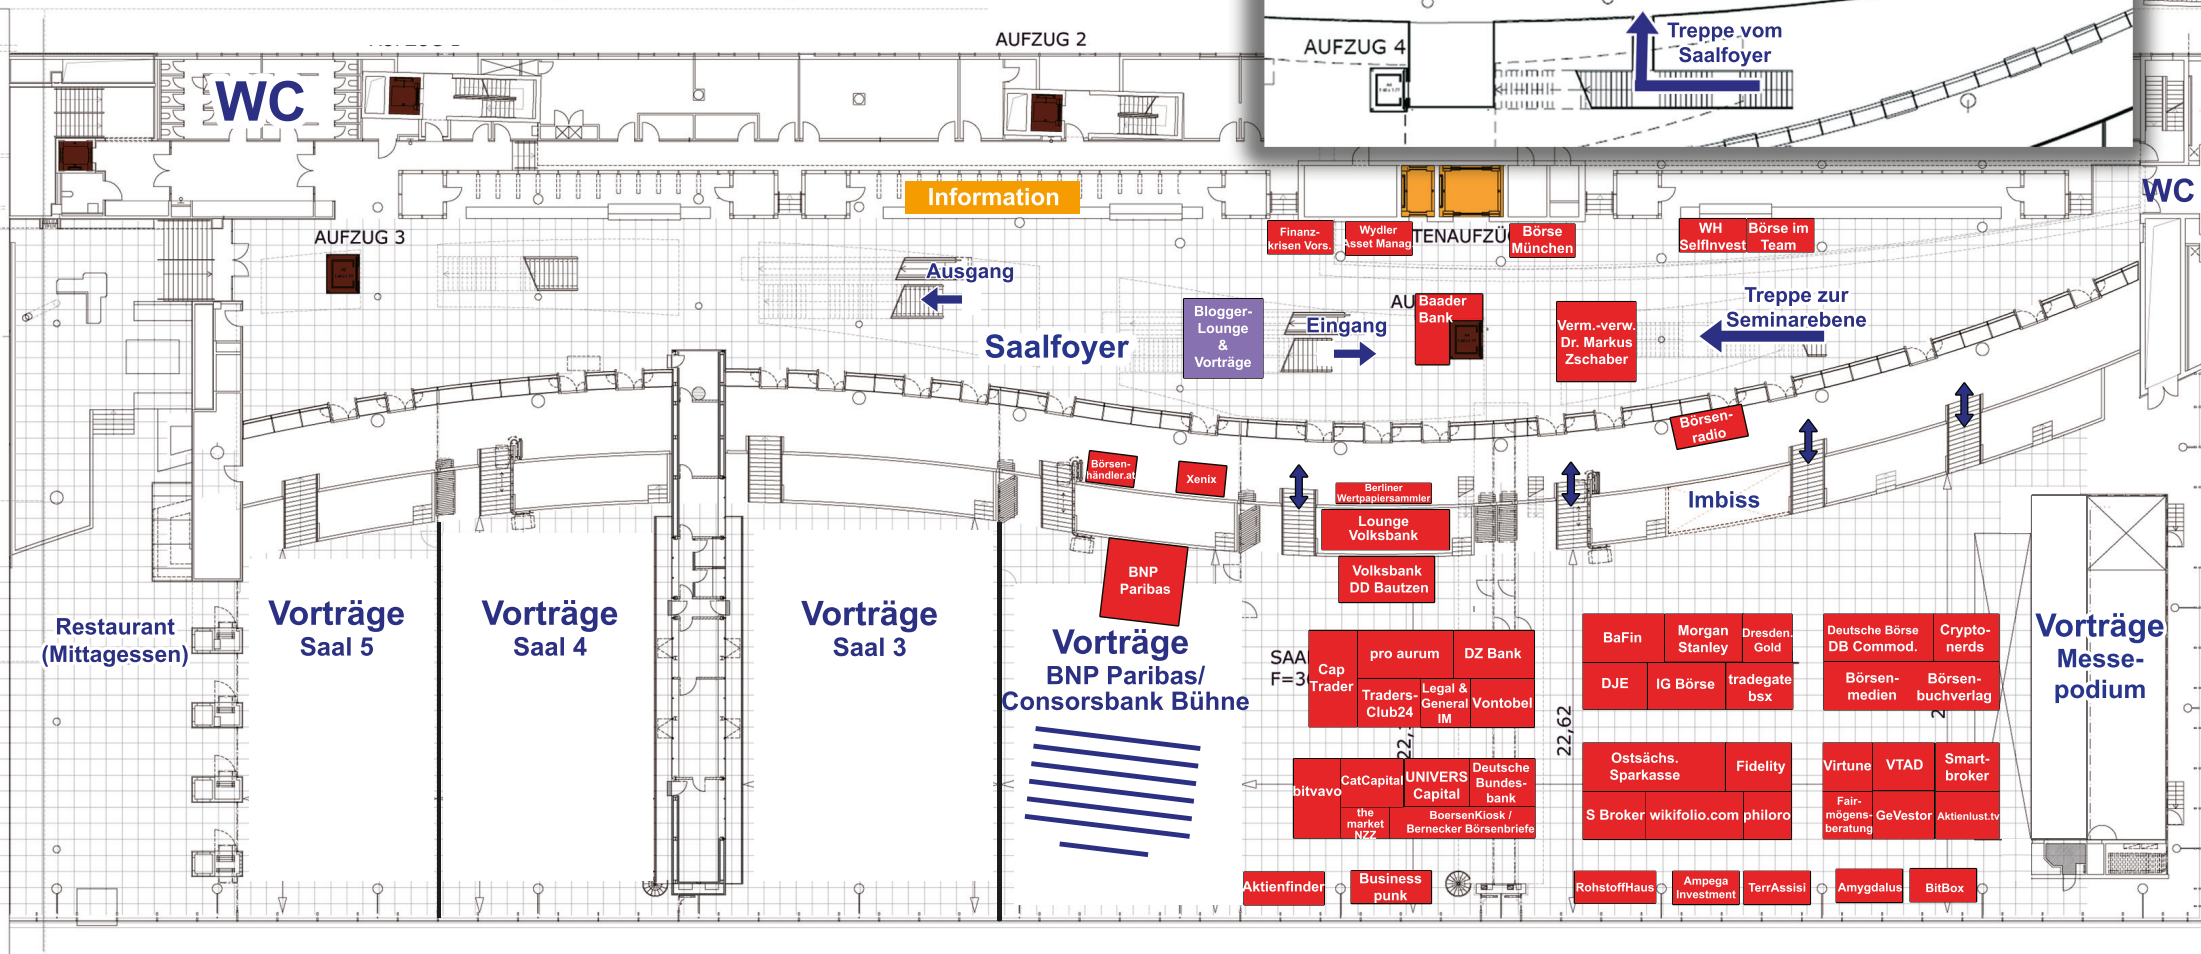 AUFZUG 2
AUFZUG 4
Treppe vom
Saalfoyer
WC
WC
Information
AUFZUG 3
Finanz-
krisen Vors.
Wydler
Asset Manag.
Börse
München
WH
SelfInvest
Börse im
Team
Ausgang
Saalfoyer
Blogger-
Lounge
&
Vorträge
Eingang
Baader
Bank
Verm.-verw.
Dr. Markus
Zschaber
Treppe zur
Seminarebene
Börsen-
radio
Börsen-
händler.at
Xenix
Berliner
Wertpapiersammler
Lounge
Volksbank
Imbiss
BNP
Paribas
Volksbank
DD Bautzen
Restaurant
(Mittagessen)
Vorträge
Saal 5
Vorträge
Saal 4
Vorträge
Saal 3
Vorträge
BNP Paribas/
Consorsbank Bühne
Cap
Trader
pro aurum
DZ Bank
Traders-
Club24
Legal &
General
IM
Vontobel
BaFin
Morgan
Stanley
Dresden.
Gold
DJE
IG Börse
tradegate
bsx
Deutsche Börse
DB Commod.
Crypto-
nerds
Börsen-
medien
Börsen-
buchverlag
Vorträge
Messe-
podium
22,62
bitvavo
CatCapital
UNIVERS
Capital
Deutsche
Bundes-
bank
the
market
NZZ
BoersenKiosk /
Bernecker Börsenbriefe
Ostsächs.
Sparkasse
Fidelity
S Broker
wikifolio.com
philoro
Virtune
VTAD
Smart-
broker
Fair-
mögens-
beratung
GeVestor
Aktienlust.tv
Aktienfinder
Business
punk
RohstoffHaus
Ampega
Investment
TerrAssisi
Amygdalus
BitBox